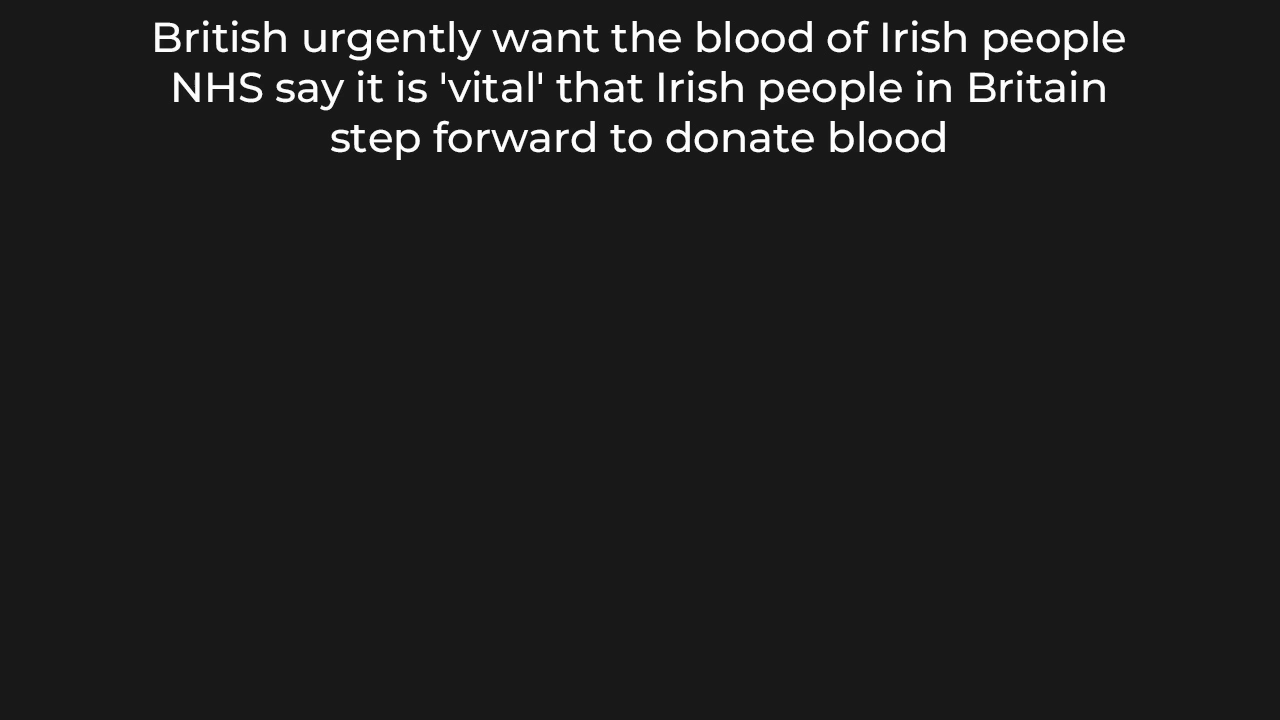 British urgently want the blood of Irish people
NHS say it is 'vital' that Irish people in Britain
step forward to donate blood